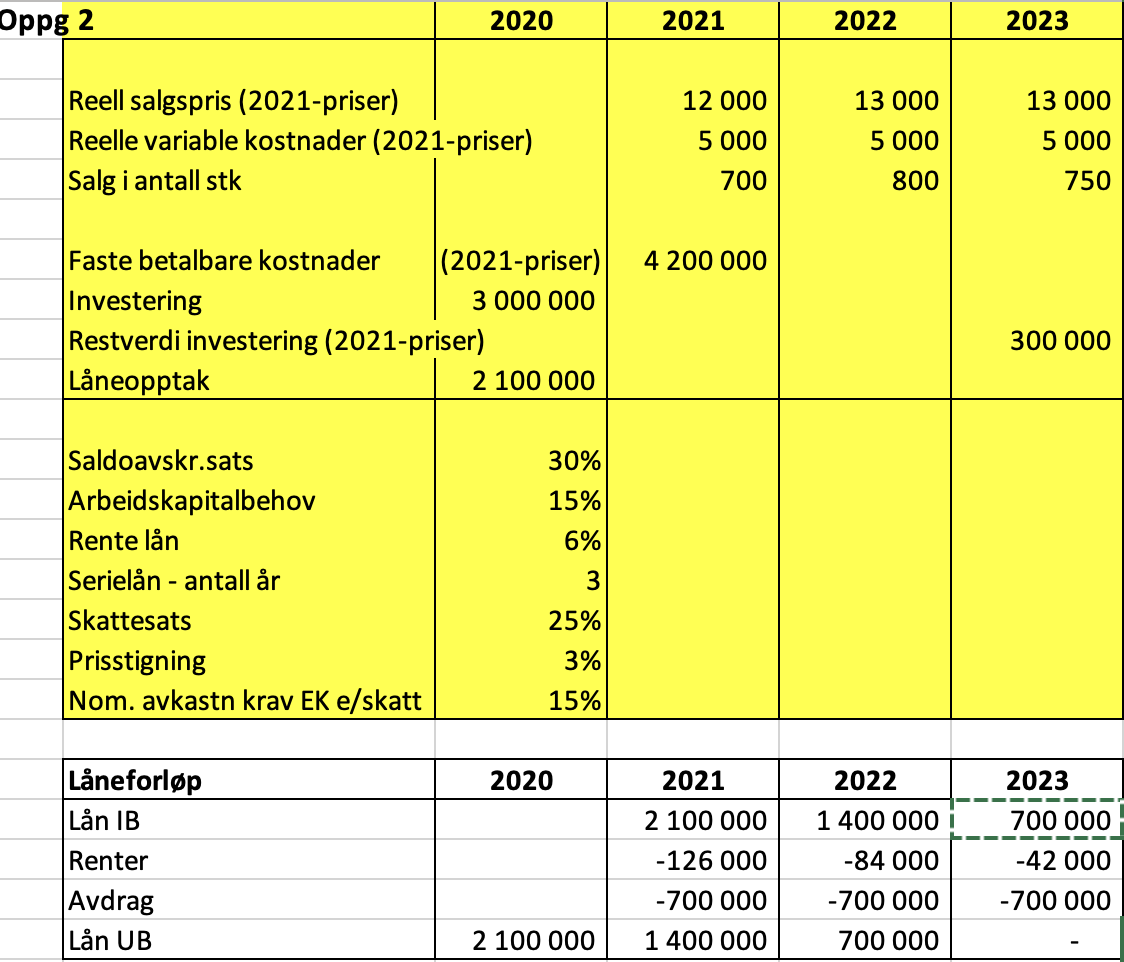 Oppg 2 2020 2021 2022 2023
Reell salgspris (2021-priser) 12 000 13 000 13 000
Reelle variable kostnader (2021-priser) 5 000 5 000 5 000
Salg i antall stk 700 800 750
Faste betalbare kostnader (2021-priser) 4 200 000
Investering 3 000 000
Restverdi investering (2021-priser) 300 000
Låneopptak 2 100 000
Saldoavskr.sats 30%
Arbeidskapitalbehov 15%
Rente lån 6%
Serielån - antall år 3
Skattesats 25%
Prisstigning 3%
Nom. avkastn krav EK e/skatt 15%
Låneforløp 2020 2021 2022 2023
Lån IB 2 100 000 1 400 000 700 000
Renter -126 000 -84 000 -42 000
Avdrag -700 000 -700 000 -700 000
Lån UB 2 100 000 1 400 000 700 000 -